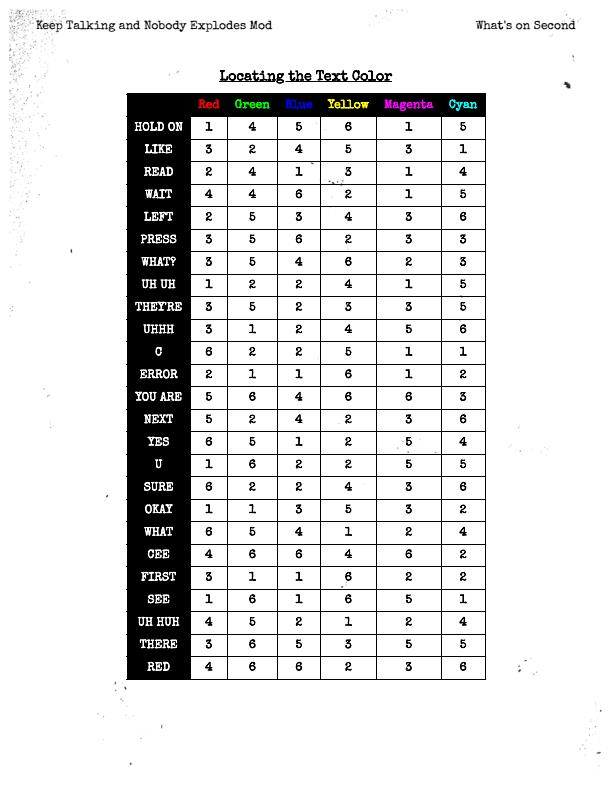 Keep Talking and Nobody Explodes Mod What's on Second
Locating the Text Color
Red Green Blue Yellow Magenta Cyan
HOLD ON 1 4 5 6 1 5
LIKE 3 2 4 5 3 1
READ 2 4 1 3 1 4
WAIT 4 4 6 2 1 5
LEFT 2 5 3 4 3 6
PRESS 3 5 6 2 3 3
WHAT? 3 5 4 6 2 3
UH UH 1 2 2 4 1 5
THEY'RE 3 5 2 3 3 5
UHHH 3 1 2 4 5 6
C 6 2 2 5 1 1
ERROR 2 1 1 6 1 2
YOU ARE 5 6 4 6 6 3
NEXT 5 2 4 2 3 6
YES 6 5 1 2 5 4
U 1 6 2 2 5 5
SURE 6 2 2 4 3 6
OKAY 1 1 3 5 3 2
WHAT 6 5 4 1 2 4
CEE 4 6 6 4 6 2
FIRST 3 1 1 6 2 2
SEE 1 6 1 6 5 1
UH HUH 4 5 2 1 2 4
THERE 3 6 5 3 5 5
RED 4 6 6 2 3 6